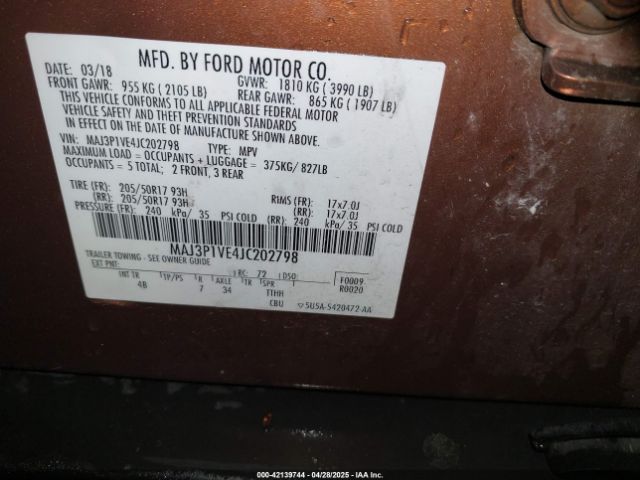 MFD. BY FORD MOTOR CO.
DATE: 03/18 GVWR: 1810 KG ( 3990 LB)
FRONT GAWR: 955 KG ( 2105 LB) REAR GAWR: 865 KG ( 1907 LB)
THIS VEHICLE CONFORMS TO ALL APPLICABLE FEDERAL MOTOR
VEHICLE SAFETY AND THEFT PREVENTION STANDARDS
IN EFFECT ON THE DATE OF MANUFACTURE SHOWN ABOVE.
VIN: MAJ3P1VE4JC202798 TYPE: MPV
MAXIMUM LOAD = OCCUPANTS + LUGGAGE = 375KG/ 827LB
OCCUPANTS = 5 TOTAL; 2 FRONT, 3 REAR
TIRE (FR): 205/50R17 93H RIMS (FR): 17x7.0J
(RR): 205/50R17 93H (RR): 17x7.0J
PRESSURE (FR): 240 kPa/ 35 PSI COLD (RR): 240 kPa/ 35 PSI COLD
MAJ3P1VE4JC202798
TRAILER TOWING - SEE OWNER GUIDE
EXT PNT: RC: 72 DSO: F0009
INT TR TP/PS R AXLE TR SPR R0020
4B 7 34 TTHH
CBU 5U5A-5420472-AA
000-42139744 | 04/28/2025 - IAA Inc.